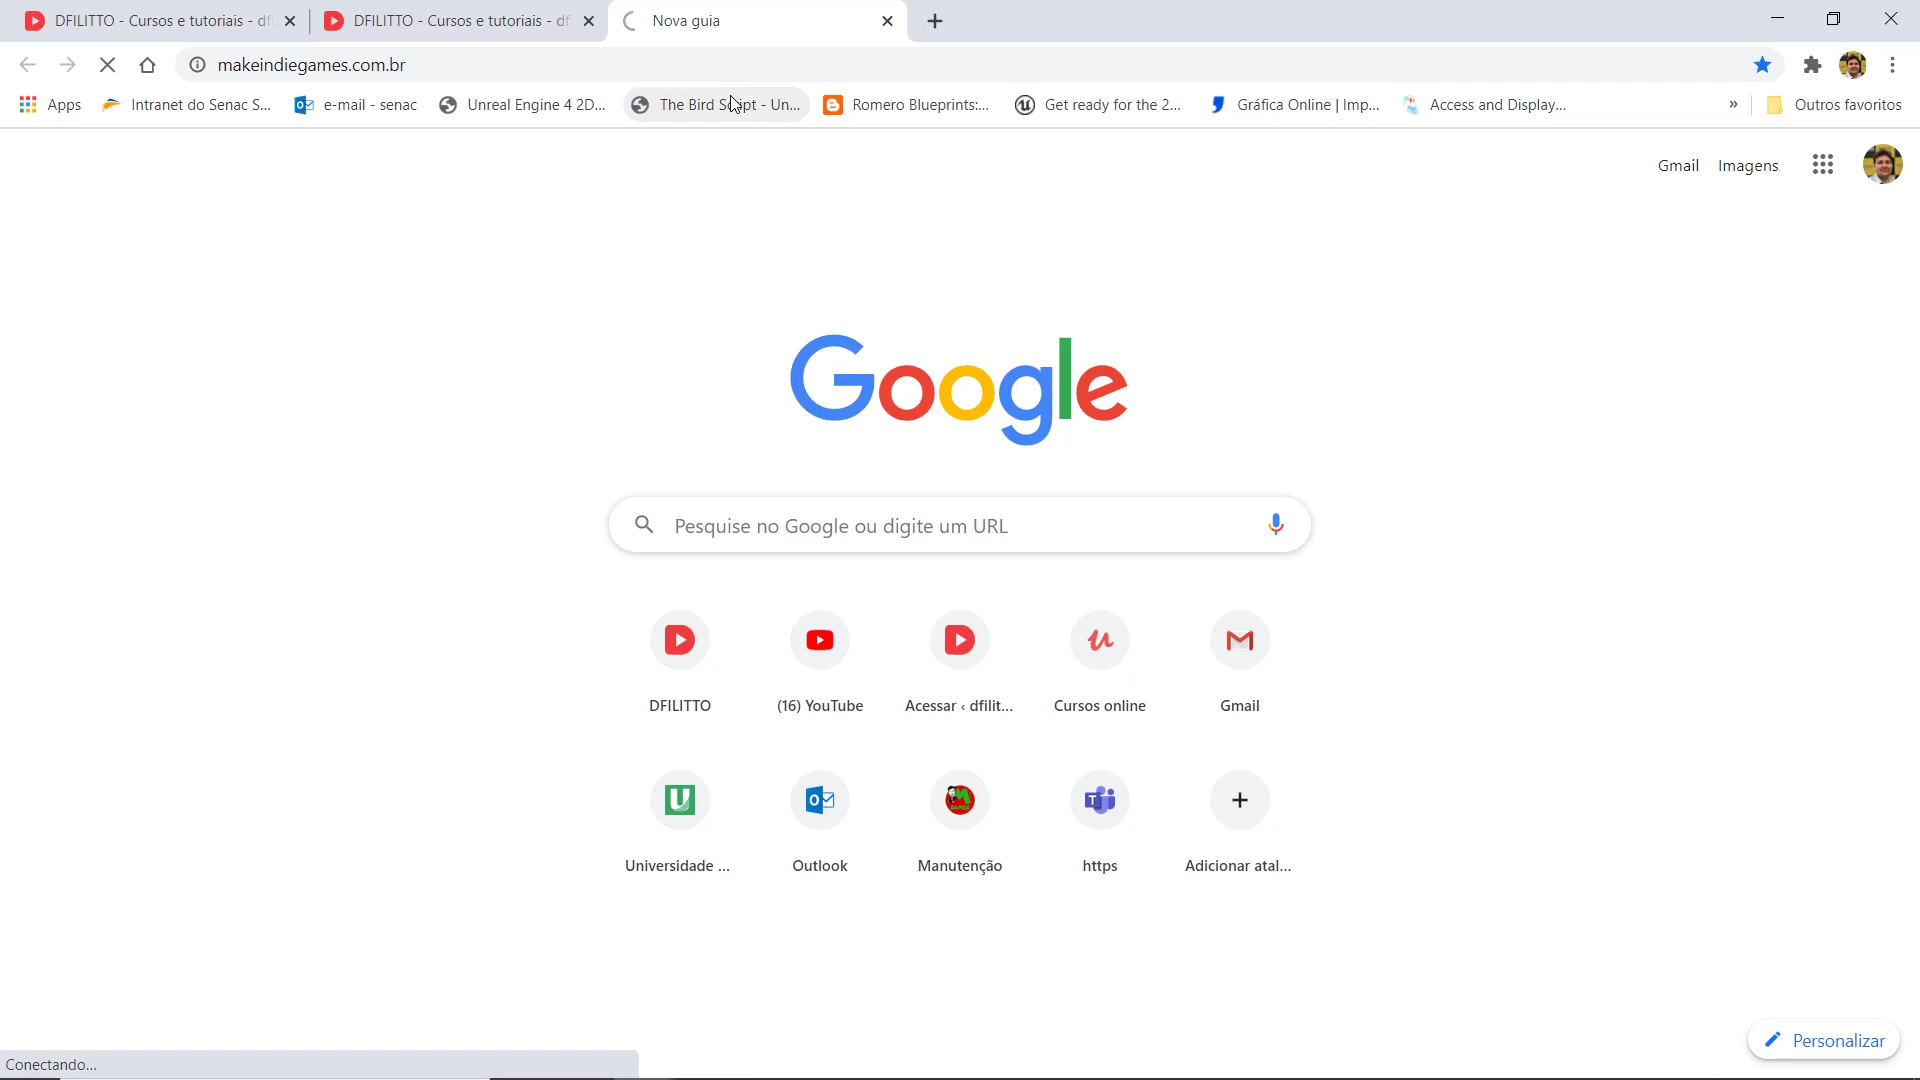 DFILITTO - Cursos e tutoriais - df
DFILITTO - Cursos e tutoriais - df
Nova guia
makeindiegames.com.br
Apps
Intranet do Senac S...
e-mail - senac
Unreal Engine 4 2D...
The Bird Script - Un...
Romero Blueprints:...
Get ready for the 2...
Gráfica Online | Imp...
Access and Display...
»
Outros favoritos
Gmail
Imagens
Google
Pesquise no Google ou digite um URL
DFILITTO
(16) YouTube
Acessar ‹ dfilit...
Cursos online
Gmail
Universidade ...
Outlook
Manutenção
https
Adicionar atal...
Personalizar
Conectando...